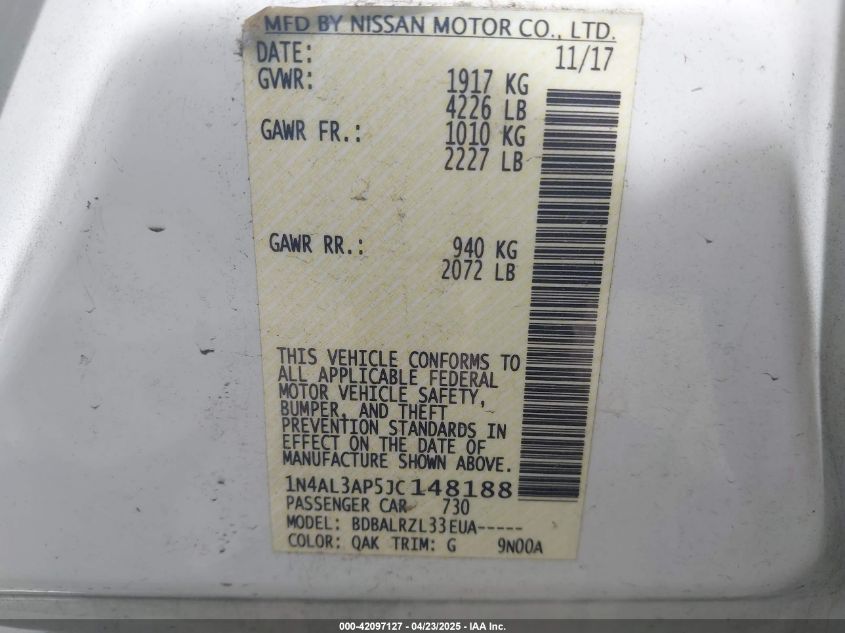 MFD BY NISSAN MOTOR CO., LTD.
DATE: 11/17
GVWR: 1917 KG
4226 LB
GAWR FR.: 1010 KG
2227 LB
GAWR RR.: 940 KG
2072 LB
THIS VEHICLE CONFORMS TO
ALL APPLICABLE FEDERAL
MOTOR VEHICLE SAFETY,
BUMPER, AND THEFT
PREVENTION STANDARDS IN
EFFECT ON THE DATE OF
MANUFACTURE SHOWN ABOVE.
1N4AL3AP5JC148188
PASSENGER CAR 730
MODEL: BDBALRZL33EUA-----
COLOR: QAK TRIM: G 9N00A
000-42097127 - 04/23/2025 - IAA Inc.